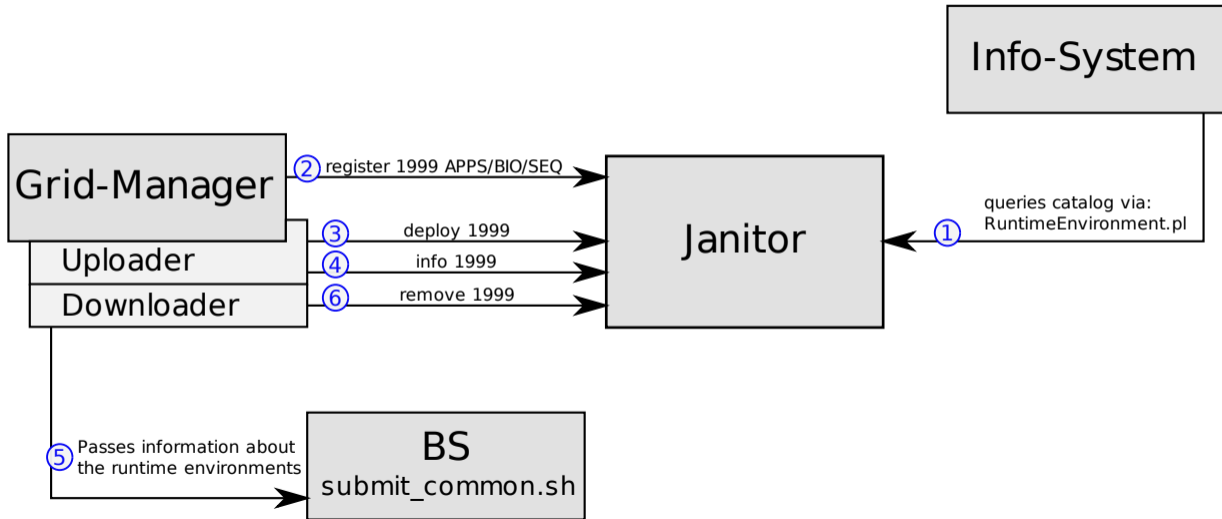 Info-System
Grid-Manager
2 register 1999 APPS/BIO/SEQ
queries catalog via:
RuntimeEnvironment.pl
1
Janitor
3 deploy 1999
Uploader
4 info 1999
Downloader
6 remove 1999
5 Passes information about
the runtime environments
BS
submit_common.sh